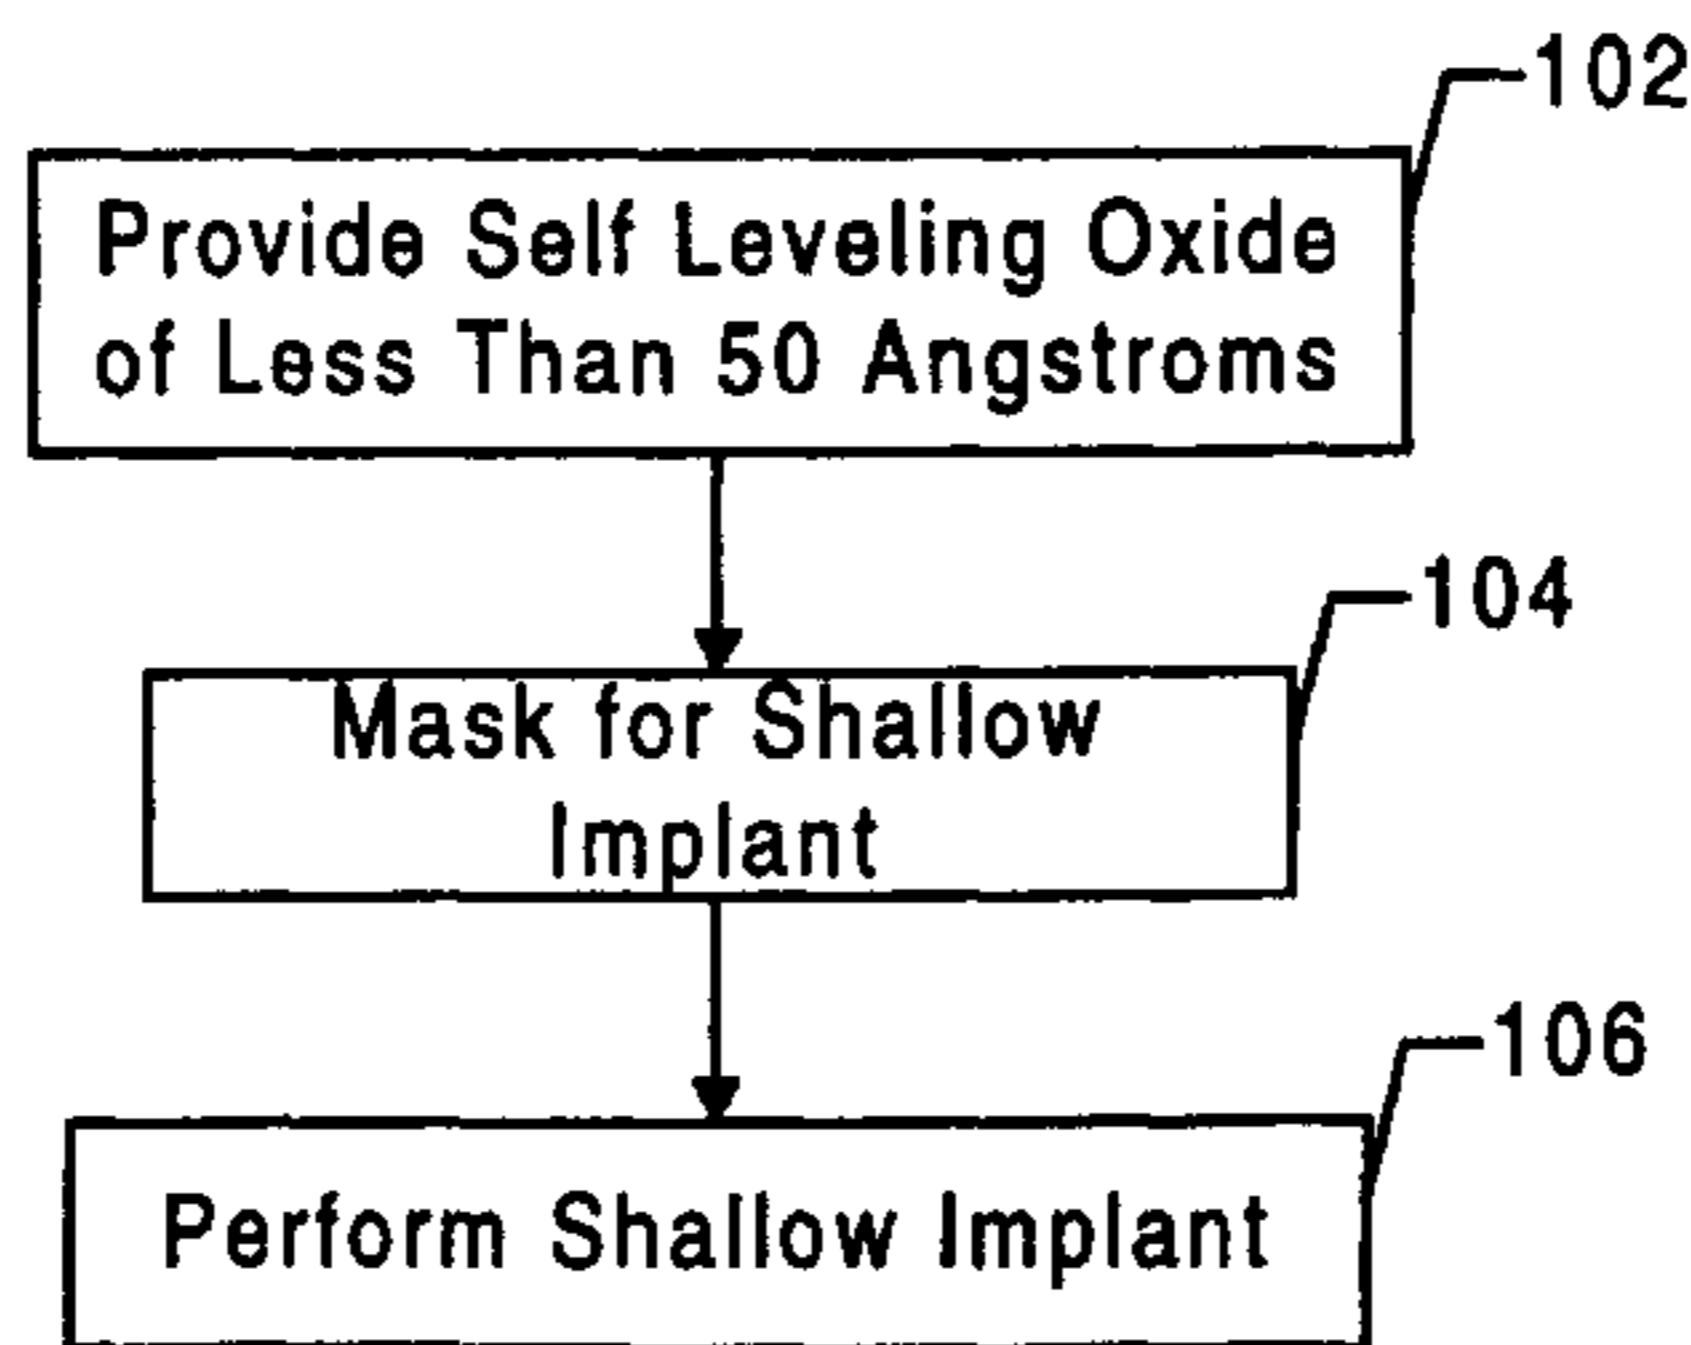 102
Provide Self Leveling Oxide
of Less Than 50 Angstroms
104
Mask for Shallow
Implant
106
Perform Shallow Implant